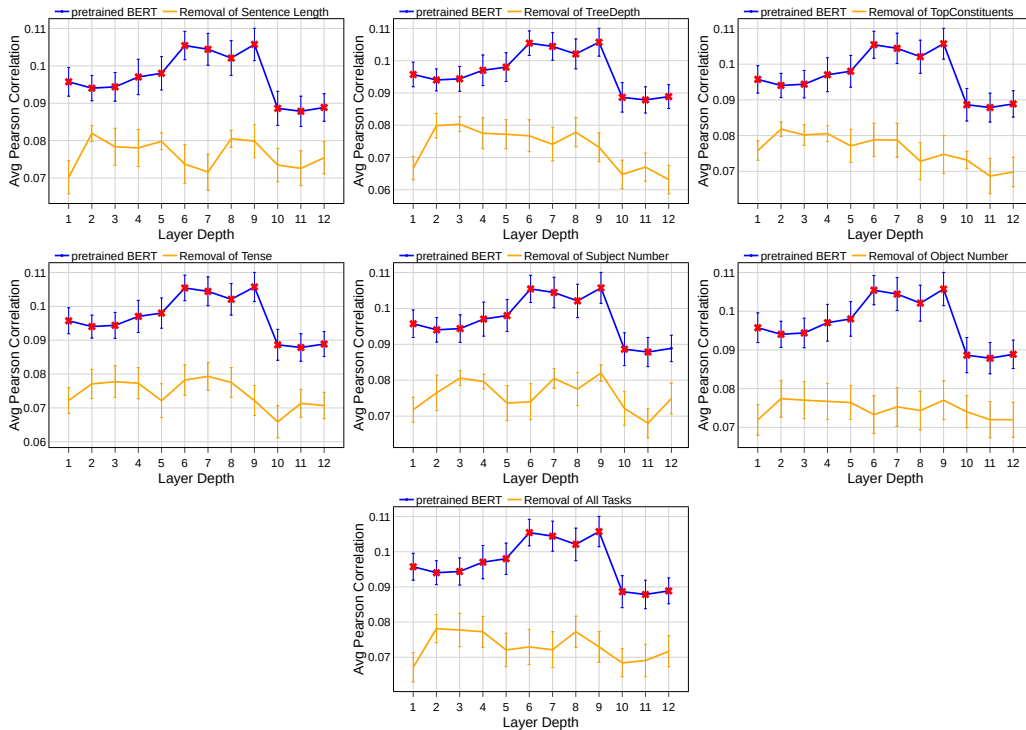 pretrained BERT Removal of Sentence Length
Avg Pearson Correlation
0.11
0.1
0.09
0.08
0.07
1 2 3 4 5 6 7 8 9 10 11 12
Layer Depth
pretrained BERT Removal of TreeDepth
Avg Pearson Correlation
0.11
0.1
0.09
0.08
0.07
0.06
1 2 3 4 5 6 7 8 9 10 11 12
Layer Depth
pretrained BERT Removal of TopConstituents
Avg Pearson Correlation
0.11
0.1
0.09
0.08
0.07
1 2 3 4 5 6 7 8 9 10 11 12
Layer Depth
pretrained BERT Removal of Tense
Avg Pearson Correlation
0.11
0.1
0.09
0.08
0.07
0.06
1 2 3 4 5 6 7 8 9 10 11 12
Layer Depth
pretrained BERT Removal of Subject Number
Avg Pearson Correlation
0.11
0.1
0.09
0.08
0.07
1 2 3 4 5 6 7 8 9 10 11 12
Layer Depth
pretrained BERT Removal of Object Number
Avg Pearson Correlation
0.11
0.1
0.09
0.08
0.07
1 2 3 4 5 6 7 8 9 10 11 12
Layer Depth
pretrained BERT Removal of All Tasks
Avg Pearson Correlation
0.11
0.1
0.09
0.08
0.07
1 2 3 4 5 6 7 8 9 10 11 12
Layer Depth